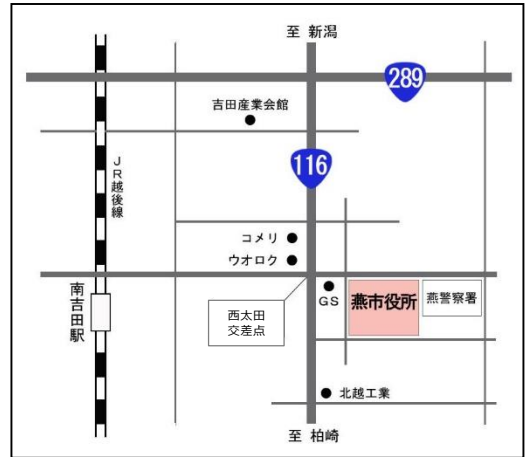 至 新潟
289
吉田産業会館
116
JR越後線
コメリ
ウオロク
南吉田駅
西太田
交差点
GS
燕市役所
燕警察署
北越工業
至 柏崎